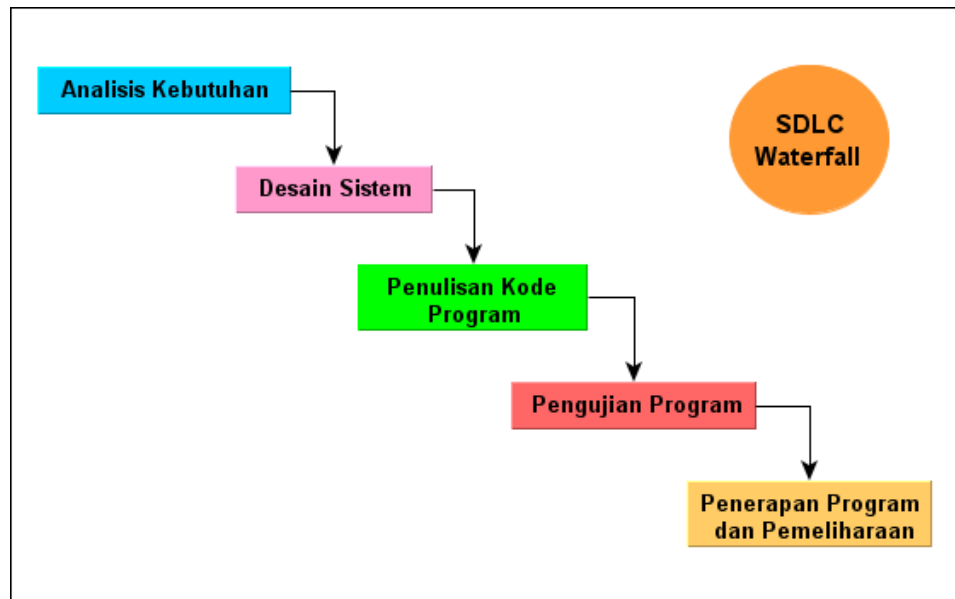 Analisis Kebutuhan
SDLC
Waterfall
Desain Sistem
Penulisan Kode
Program
Pengujian Program
Penerapan Program
dan Pemeliharaan